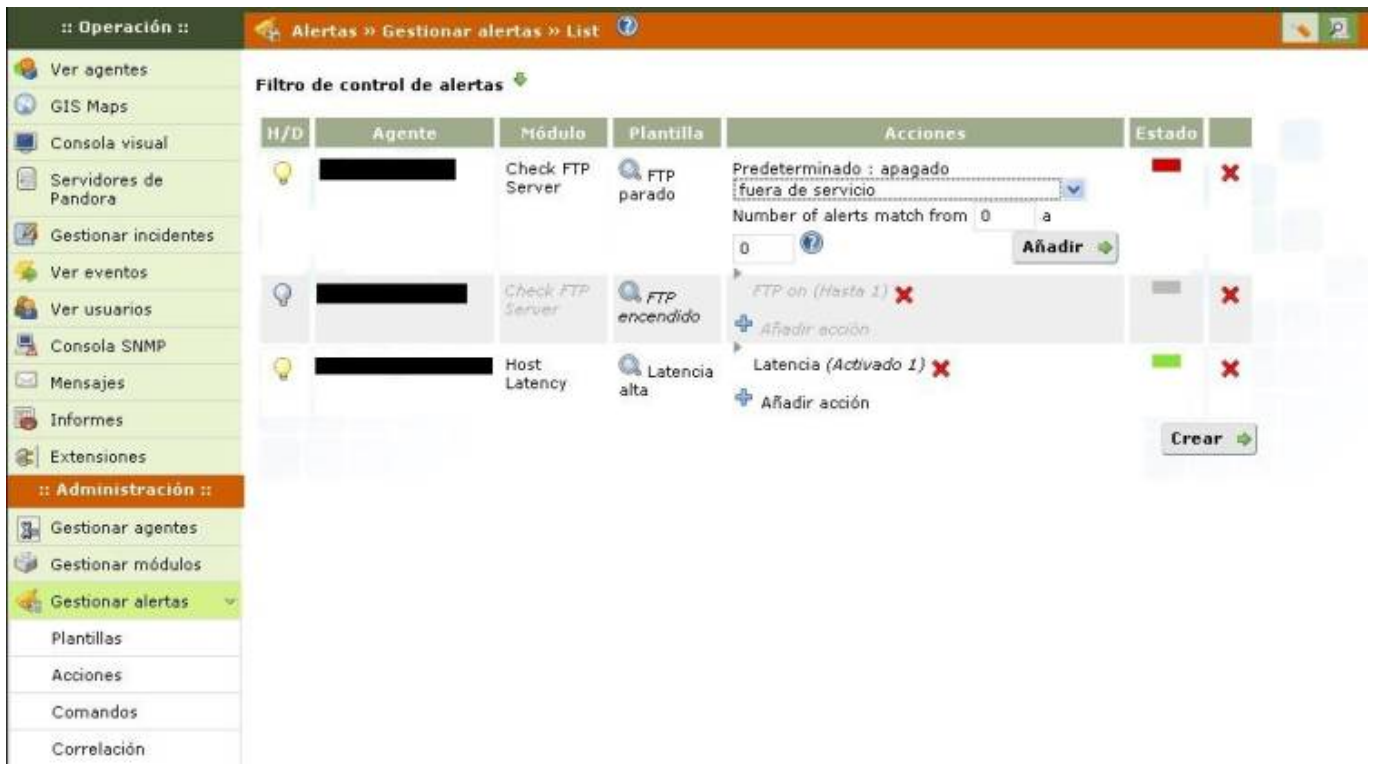 :: Operación ::
Ver agentes
GIS Maps
Consola visual
Servidores de
Pandora
Gestionar incidentes
Ver eventos
Ver usuarios
Consola SNMP
Mensajes
Informes
Extensiones
:: Administración ::
Gestionar agentes
Gestionar módulos
Gestionar alertas
Plantillas
Acciones
Comandos
Correlación
Alertas » Gestionar alertas » List
Filtro de control de alertas
H/D Agente Módulo Plantilla Acciones Estado
Check FTP
Server
FTP
parado
Predeterminado : apagado
fuera de servicio
Number of alerts match from 0 a
0 Añadir
Check FTP
Server
FTP
encendido
FTP on (Hasta 1)
Añadir acción
Host
Latency
Latencia
alta
Latencia (Activado 1)
Añadir acción
Crear